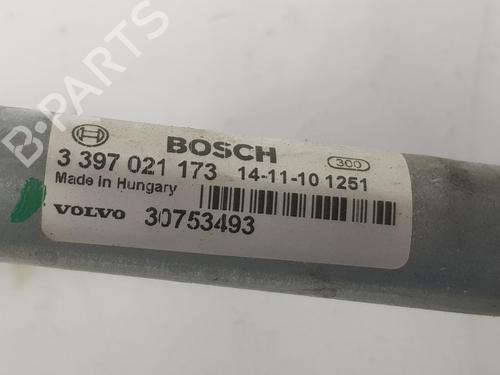 BOSCH
300
3 397 021 173 14-11-10 1251
Made in Hungary
VOLVO 30753493
B-PARTS